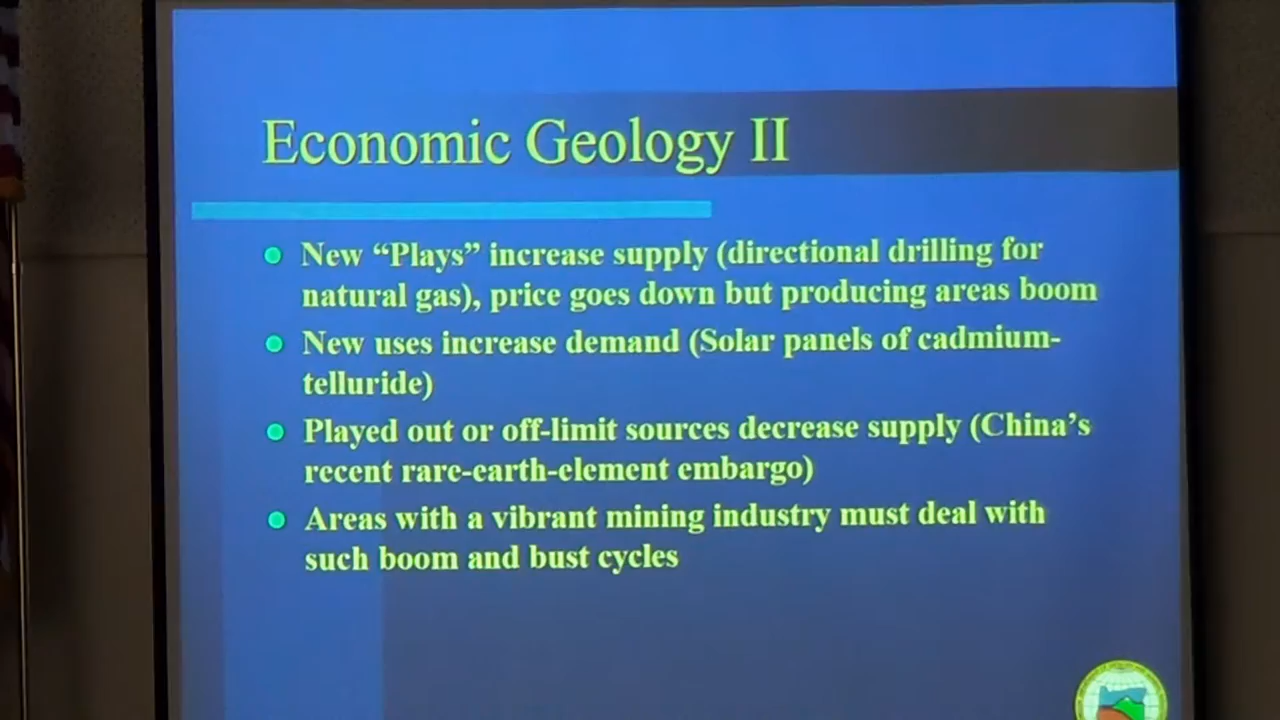 Economic Geology II
New “Plays” increase supply (directional drilling for
natural gas), price goes down but producing areas boom
New uses increase demand (Solar panels of cadmium-
telluride)
Played out or off-limit sources decrease supply (China’s
recent rare-earth-element embargo)
Areas with a vibrant mining industry must deal with
such boom and bust cycles